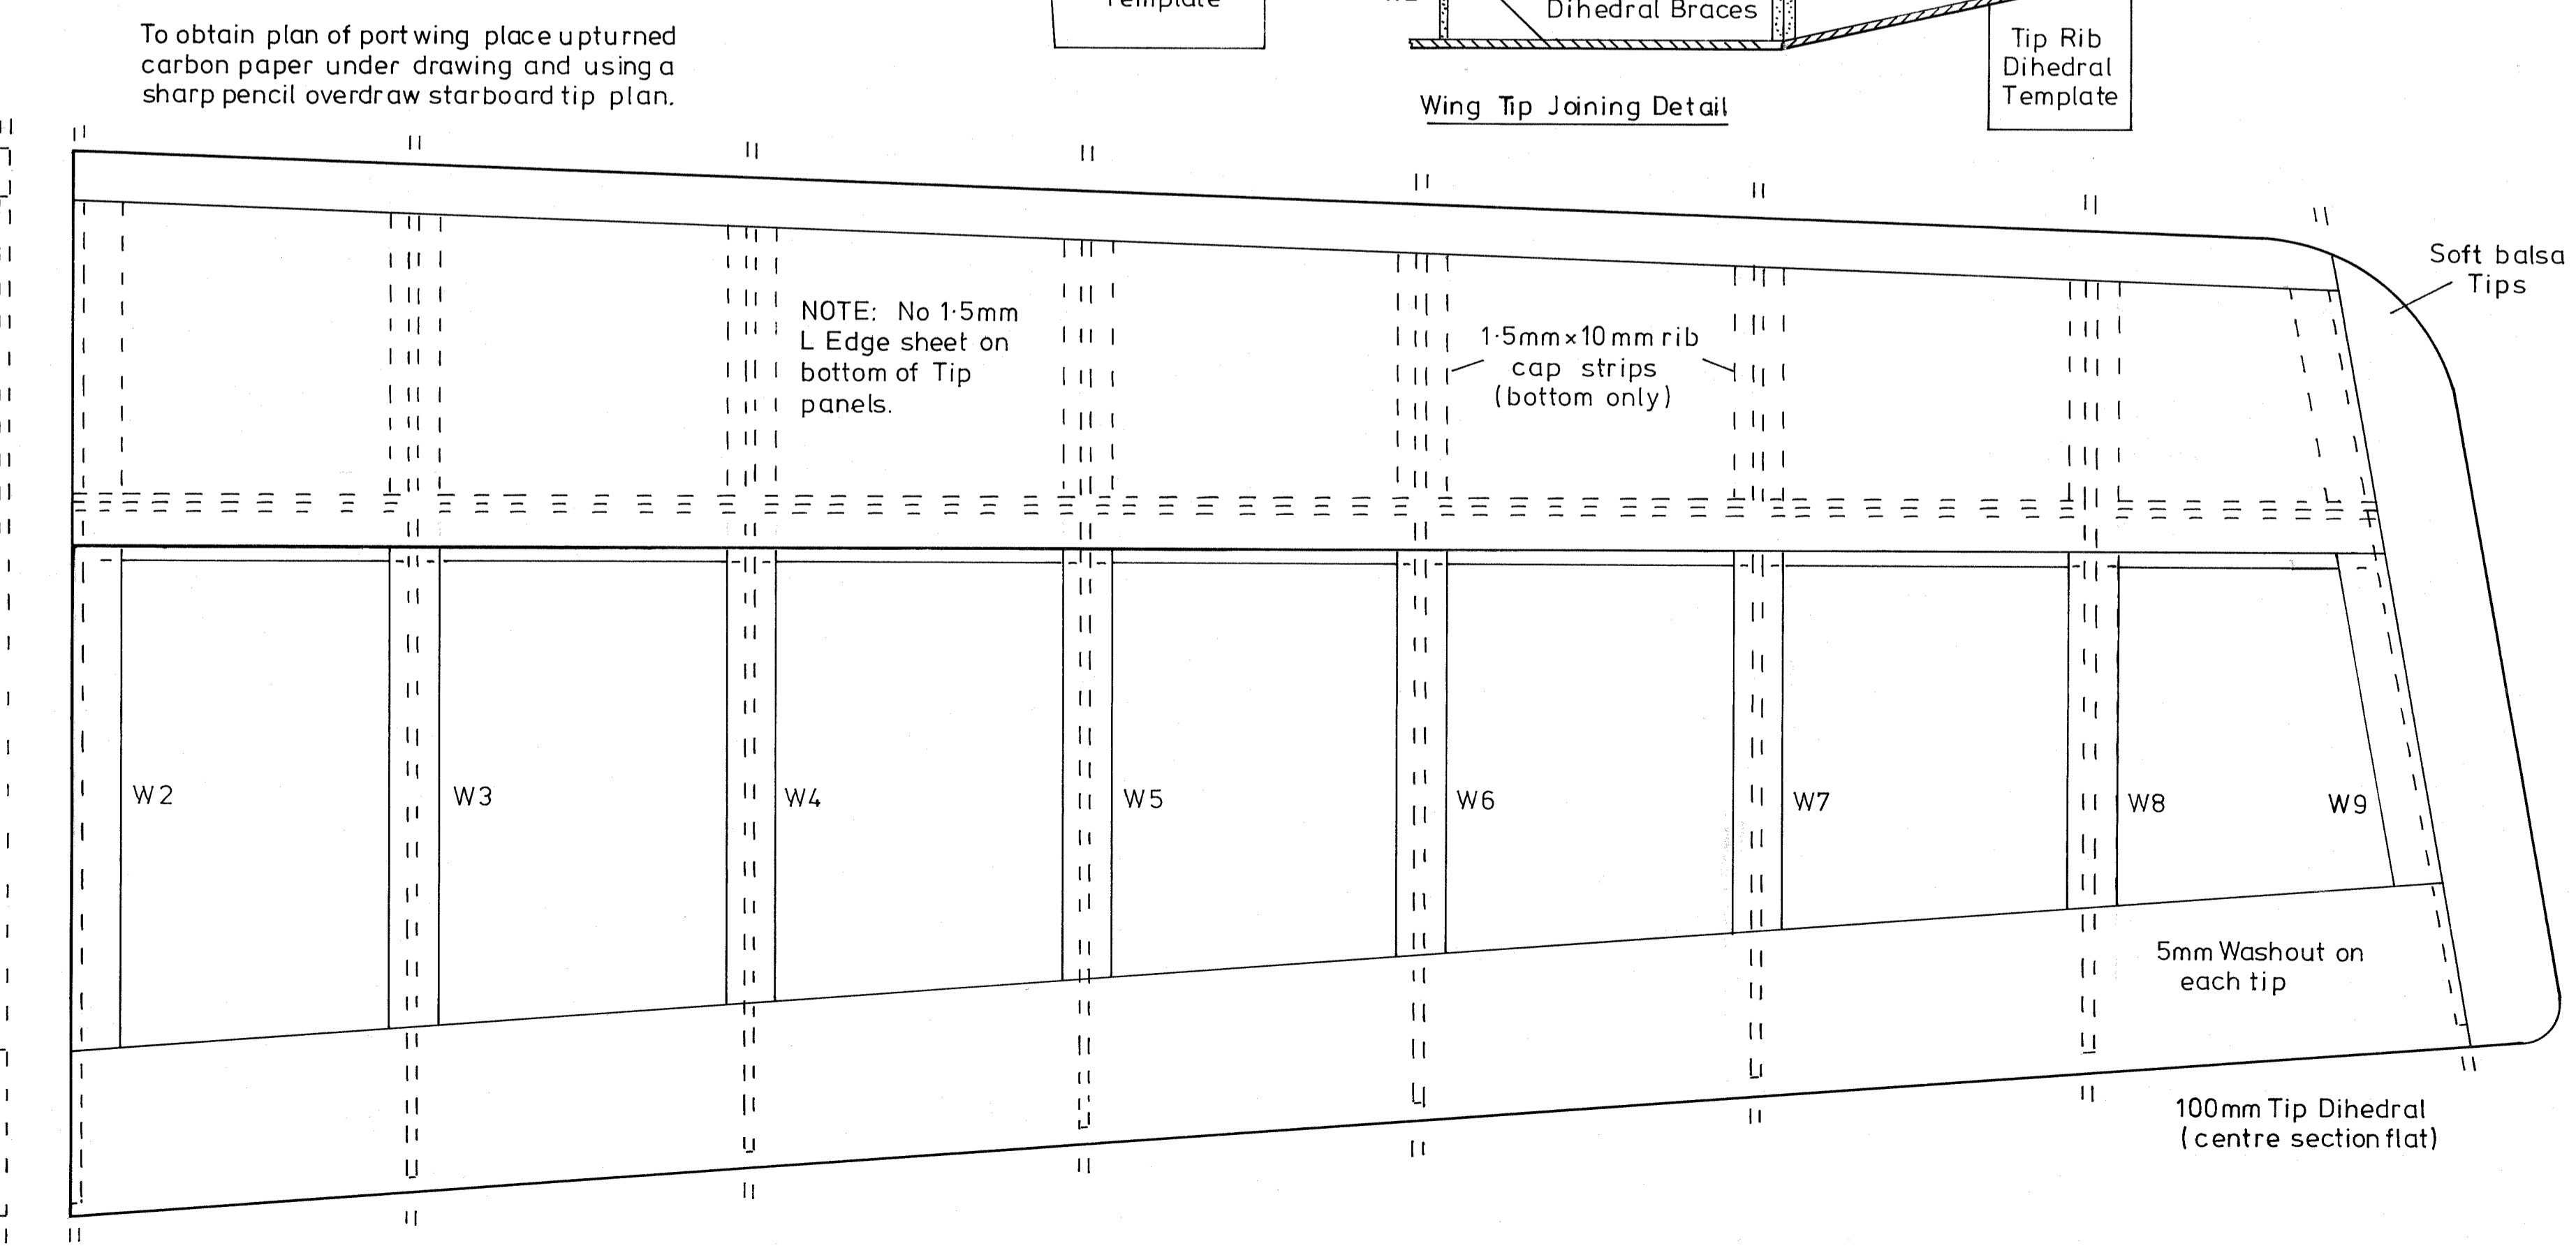 To obtain plan of port wing place upturned
carbon paper under drawing and using a
sharp pencil overdraw starboard tip plan.
Template
Dihedral Braces
Wing Tip Joining Detail
Tip Rib
Dihedral
Template
Soft balsa
Tips
NOTE: No 1·5mm
L Edge sheet on
bottom of Tip
panels.
1·5mm×10mm rib
cap strips
(bottom only)
W2
W3
W4
W5
W6
W7
W8
W9
5mm Washout on
each tip
100mm Tip Dihedral
(centre section flat)